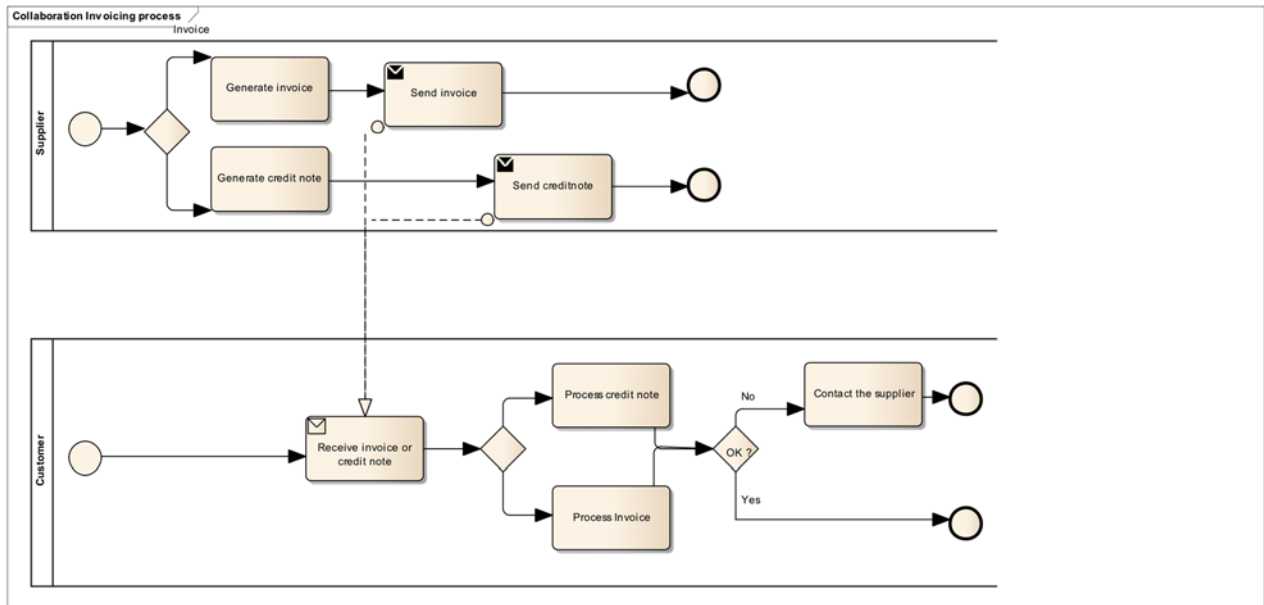 Collaboration Invoicing process
Invoice
Supplier
Generate invoice
Send invoice
Generate credit note
Send creditnote
Customer
Receive invoice or
credit note
Process credit note
Process Invoice
OK ?
No
Yes
Contact the supplier